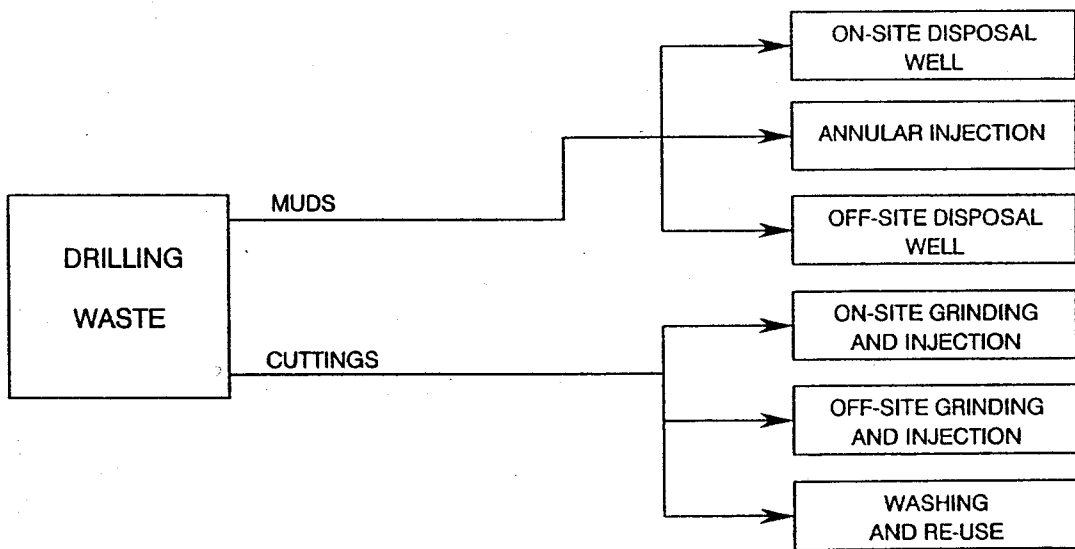 ON-SITE DISPOSAL
WELL
ANNULAR INJECTION
MUDS
OFF-SITE DISPOSAL
WELL
DRILLING
WASTE
ON-SITE GRINDING
AND INJECTION
CUTTINGS
OFF-SITE GRINDING
AND INJECTION
WASHING
AND RE-USE